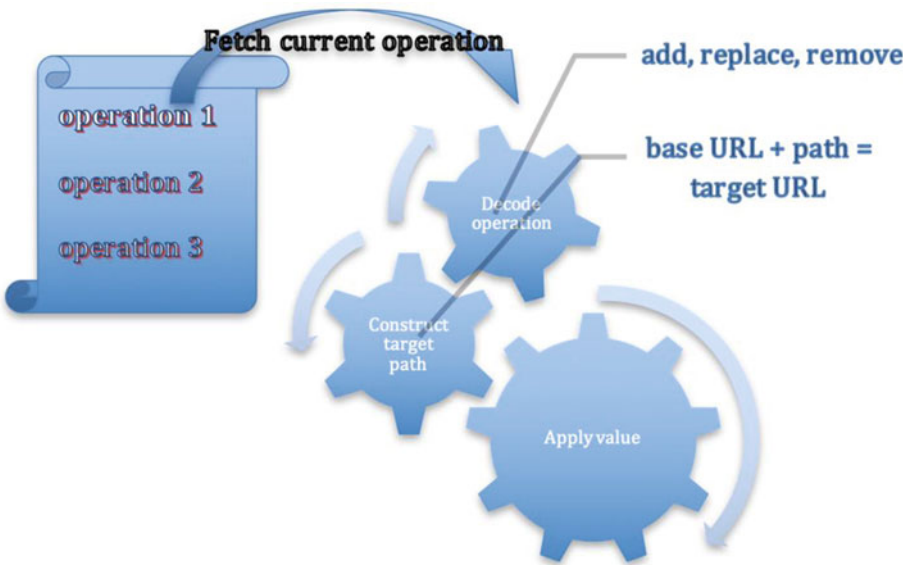 Fetch current operation
operation 1
operation 2
operation 3
add, replace, remove
base URL + path =
target URL
Decode
operation
Construct
target
path
Apply value